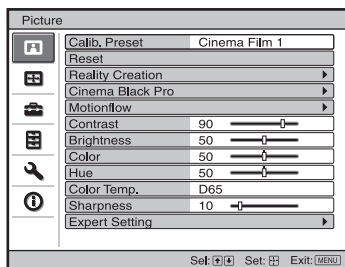 Picture
Calib. Preset Cinema Film 1
Reset
Reality Creation
Cinema Black Pro
Motionflow
Contrast 90
Brightness 50
Color 50
Hue 50
Color Temp. D65
Sharpness 10
Expert Setting
Sel: Set: Exit: MENU